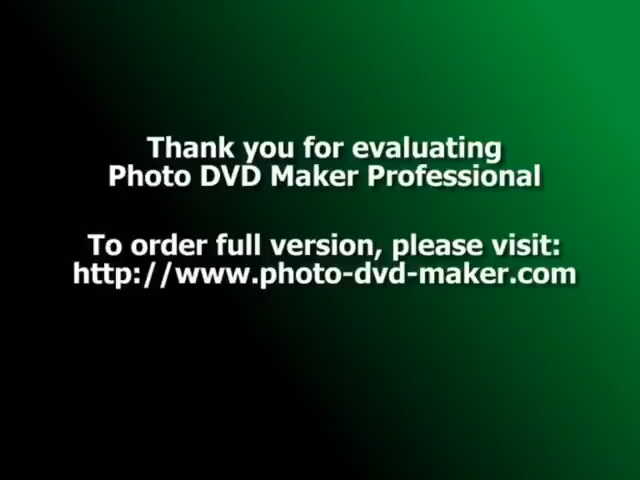 Thank you for evaluating
Photo DVD Maker Professional
To order full version, please visit:
http://www.photo-dvd-maker.com